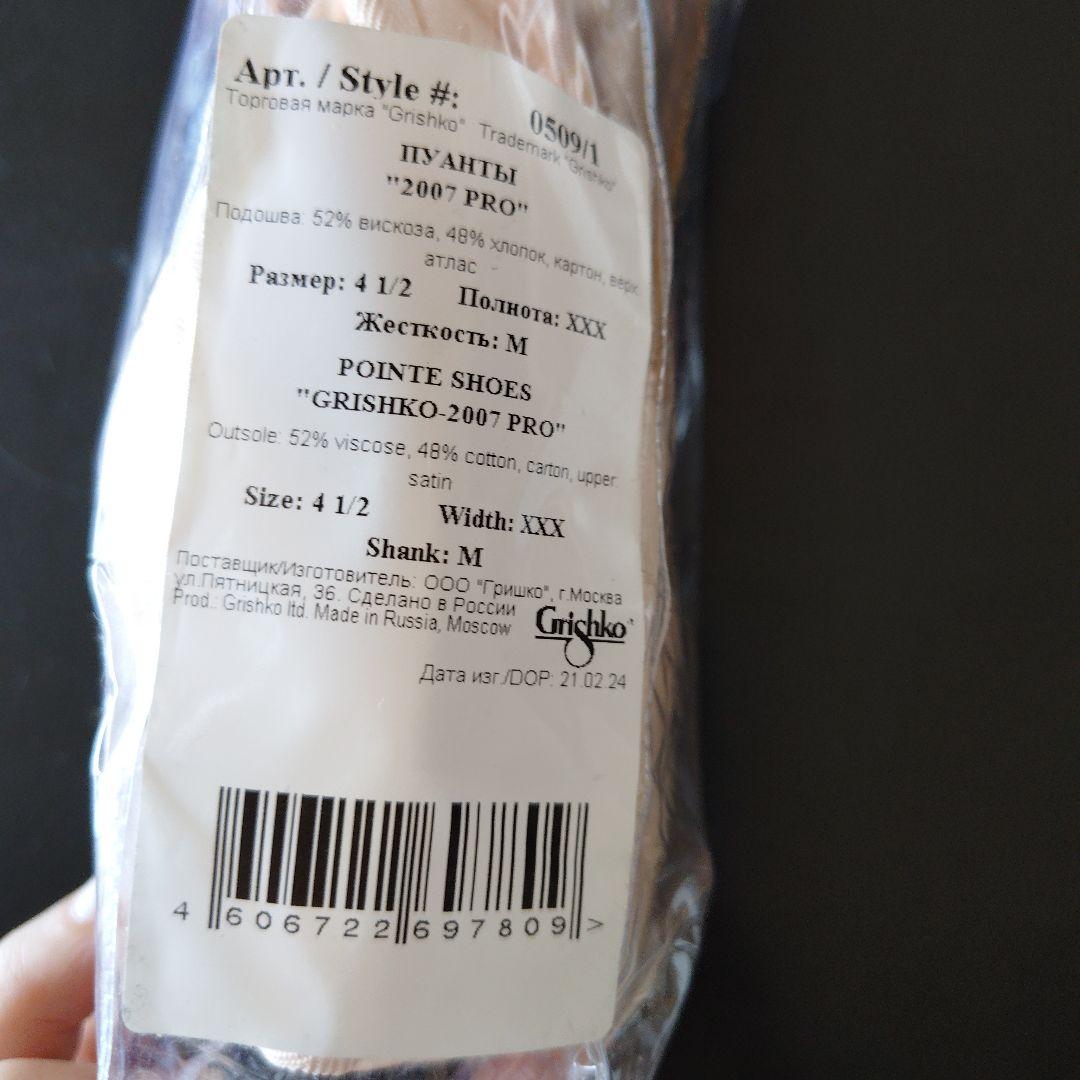 Арт. / Style #: 0509/1
Торговая марка "Grishko" Trademark "Grishko"
ПУАНТЫ
"2007 PRO"
Подошва: 52% вискоза, 48% хлопок, картон, верх:
атлас
Размер: 4 1/2 Полнота: XXX
Жесткость: M
POINTE SHOES
"GRISHKO-2007 PRO"
Outsole: 52% viscose, 48% cotton, carton, upper:
satin
Size: 4 1/2 Width: XXX
Shank: M
Поставщик/Изготовитель: ООО "Гришко", г.Москва
ул.Пятницкая, 36. Сделано в России
Prod.: Grishko ltd. Made in Russia, Moscow
Grishko
Дата изг./DOP: 21.02.24
4 606722 697809 >